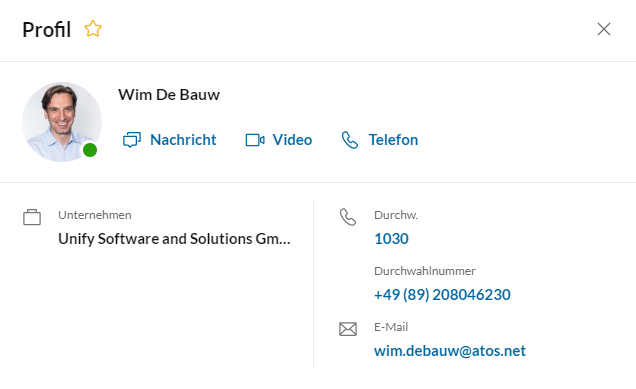 Profil
Wim De Bauw
Nachricht Video Telefon
Unternehmen
Unify Software and Solutions Gm...
Durchw.
1030
Durchwahlnummer
+49 (89) 208046230
E-Mail
wim.debauw@atos.net